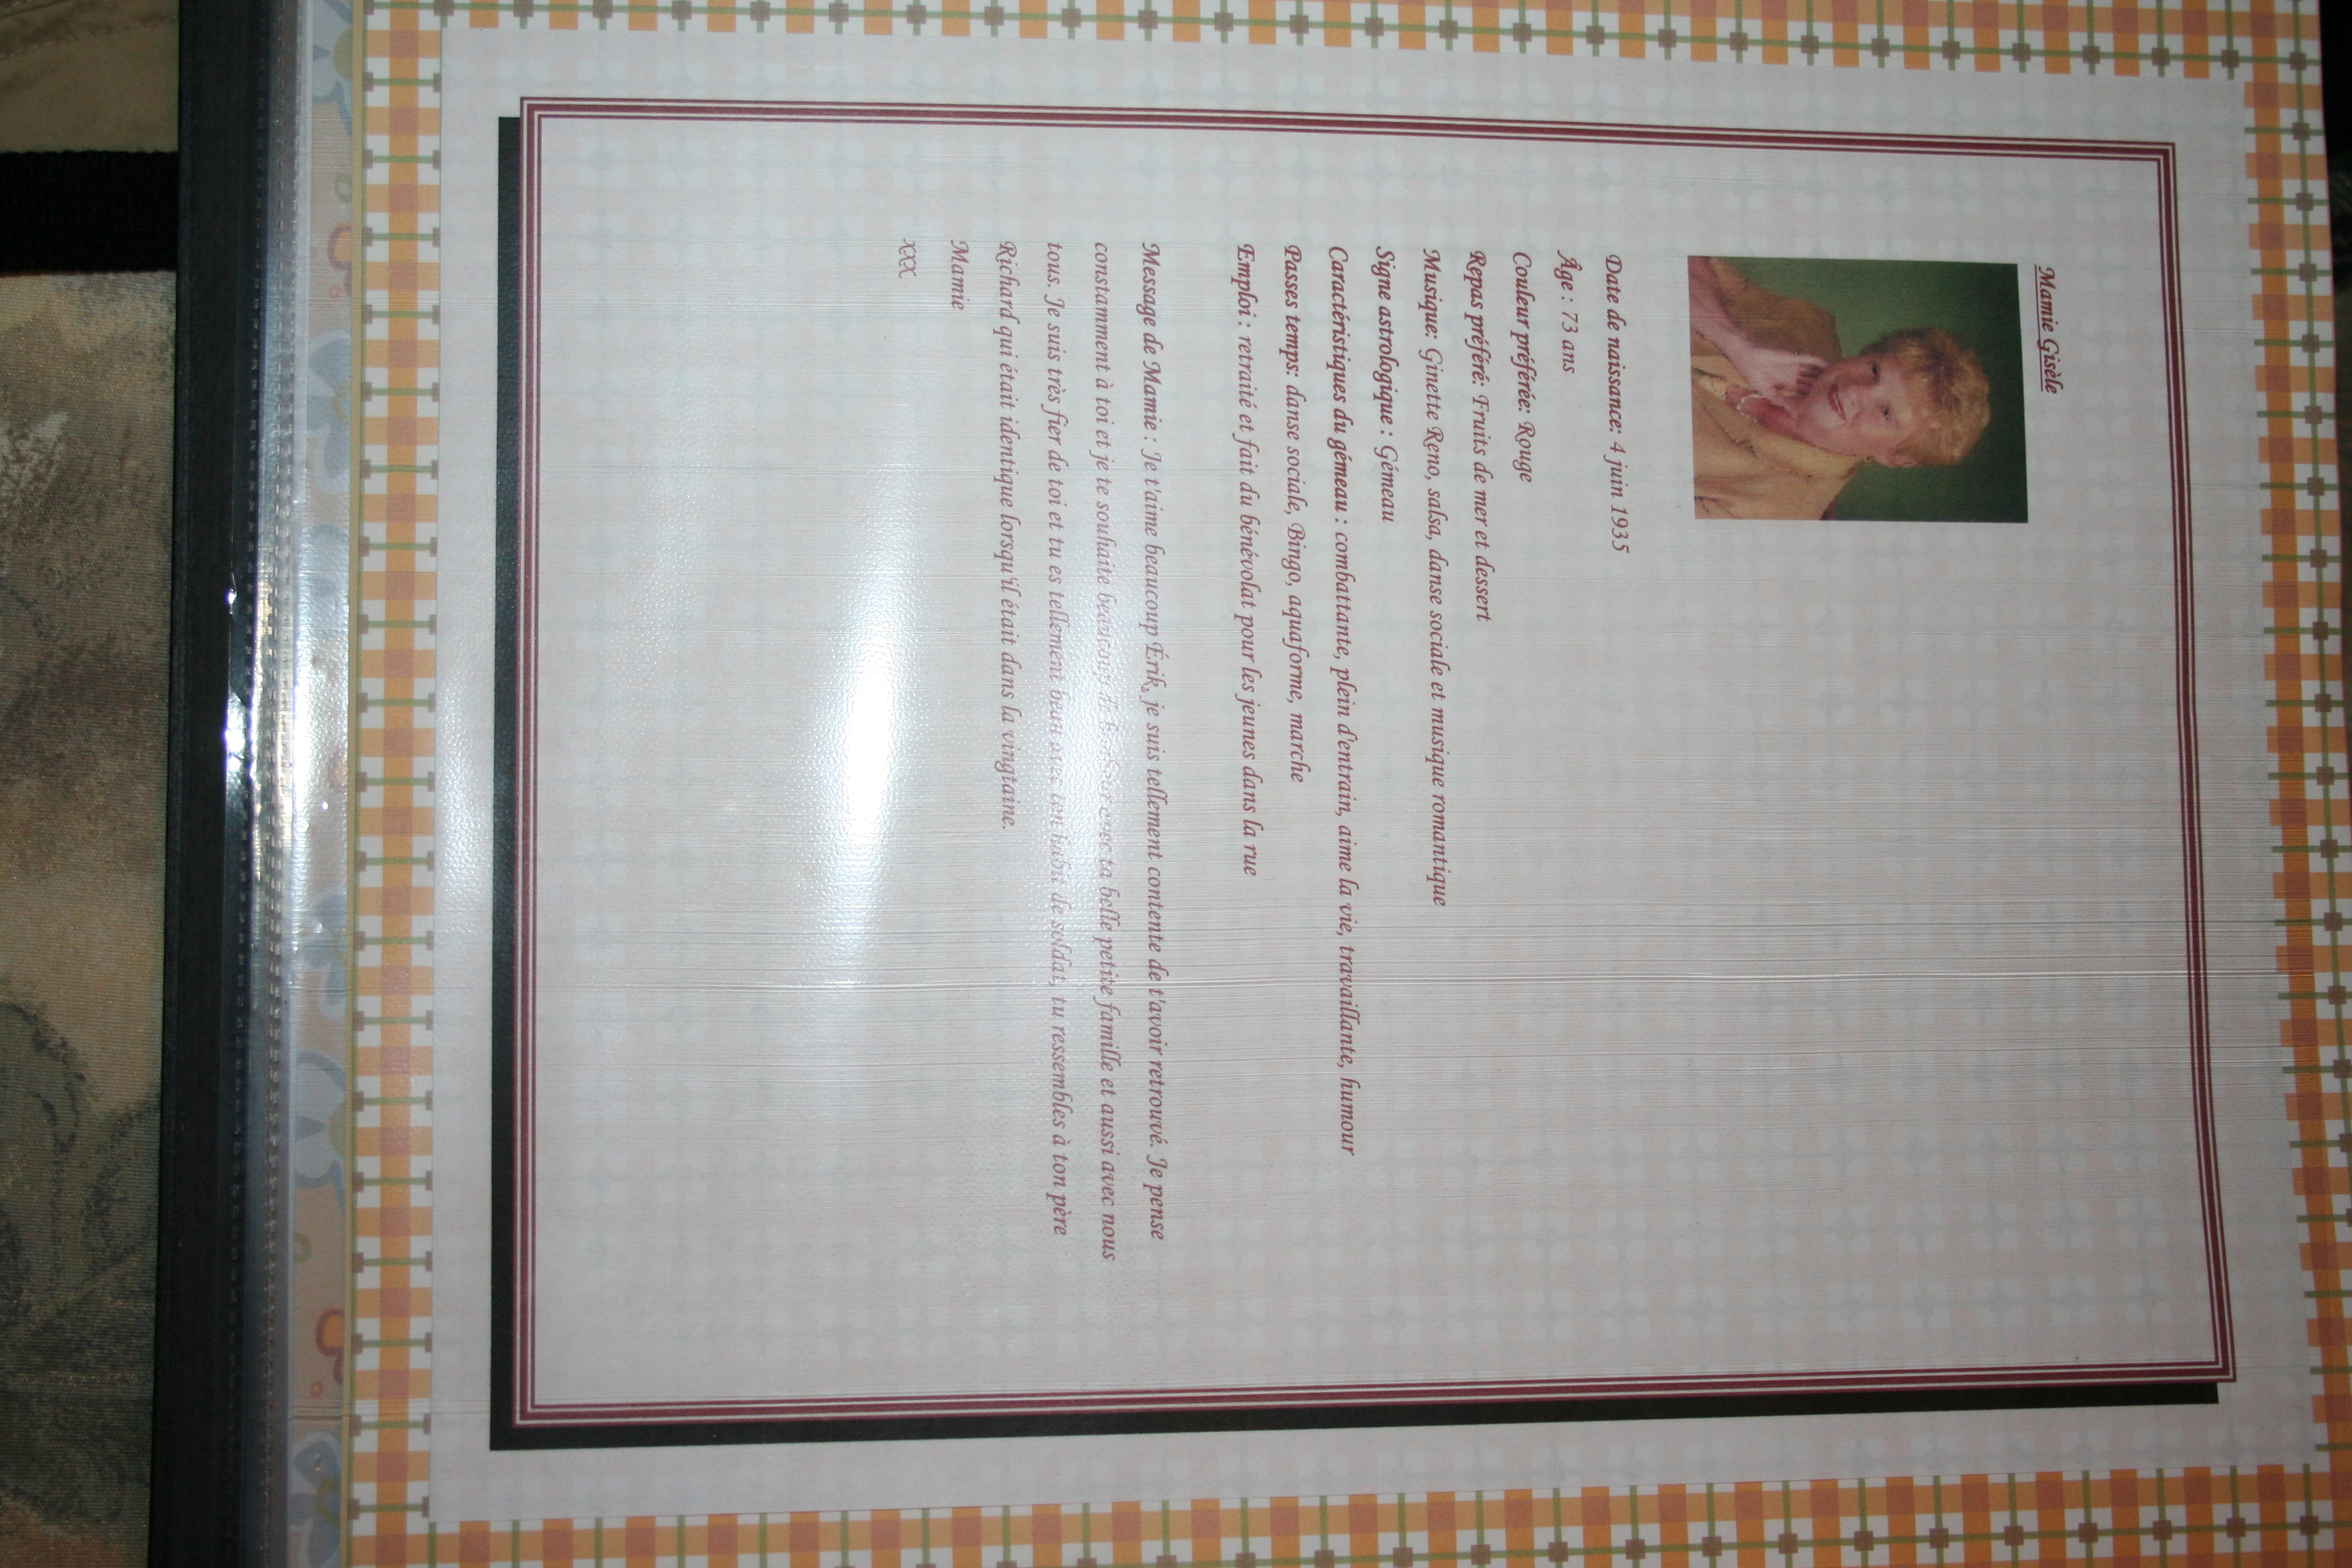 Mamie Gisèle
Date de naissance: 4 juin 1935
Âge : 73 ans
Couleur préférée: Rouge
Repas préféré: Fruits de mer et dessert
Musique: Ginette Reno, salsa, danse sociale et musique romantique
Signe astrologique : Gémeau
Caractéristiques du gémeau : combattante, plein d'entrain, aime la vie, travaillante, humour
Passes temps: danse sociale, Bingo, aquaforme, marche
Emploi : retraité et fait du bénévolat pour les jeunes dans la rue
Message de Mamie : Je t'aime beaucoup Érik, je suis tellement contente de t'avoir retrouvé. Je pense
constamment à toi et je te souhaite beaucoup de bonheur avec ta belle petite famille et aussi avec nous
tous. Je suis très fier de toi et tu es tellement beau avec ton habit de soldat, tu ressembles à ton père
Richard qui était identique lorsqu'il était dans la vingtaine.
Mamie
xxx